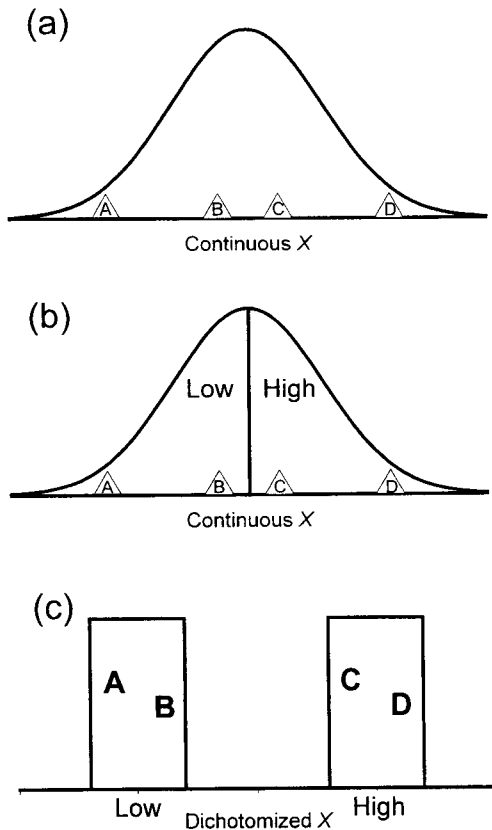 (a)
A B C D
Continuous X
(b)
Low High
A B C D
Continuous X
(c)
A B C D
Low High
Dichotomized X